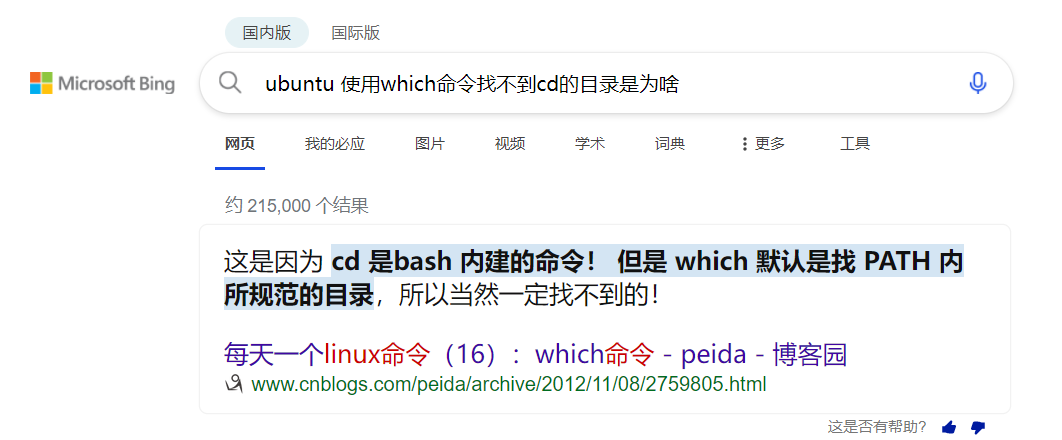 国内版 国际版
Microsoft Bing
ubuntu 使用which命令找不到cd的目录是为啥
网页 我的必应 图片 视频 学术 词典 更多 工具
约 215,000 个结果
这是因为 cd 是bash 内建的命令！ 但是 which 默认是找 PATH 内
所规范的目录，所以当然一定找不到的！
每天一个linux命令（16）：which命令 - peida - 博客园
www.cnblogs.com/peida/archive/2012/11/08/2759805.html
这是否有帮助?